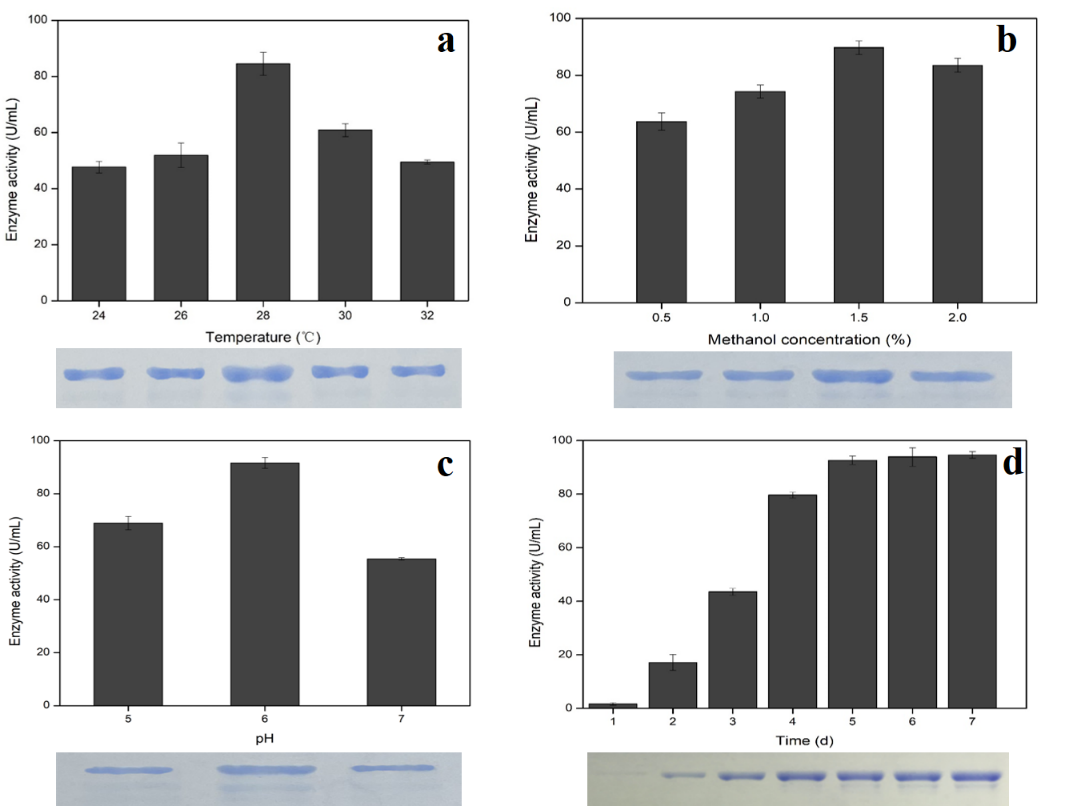 a
Enzyme activity (U/mL)
100
80
60
40
20
0
24 26 28 30 32
Temperature (℃)
b
Enzyme activity (U/mL)
100
80
60
40
20
0
0.5 1.0 1.5 2.0
Methanol concentration (%)
c
Enzyme activity (U/mL)
100
80
60
40
20
0
5 6 7
pH
d
Enzyme activity (U/mL)
100
80
60
40
20
0
1 2 3 4 5 6 7
Time (d)